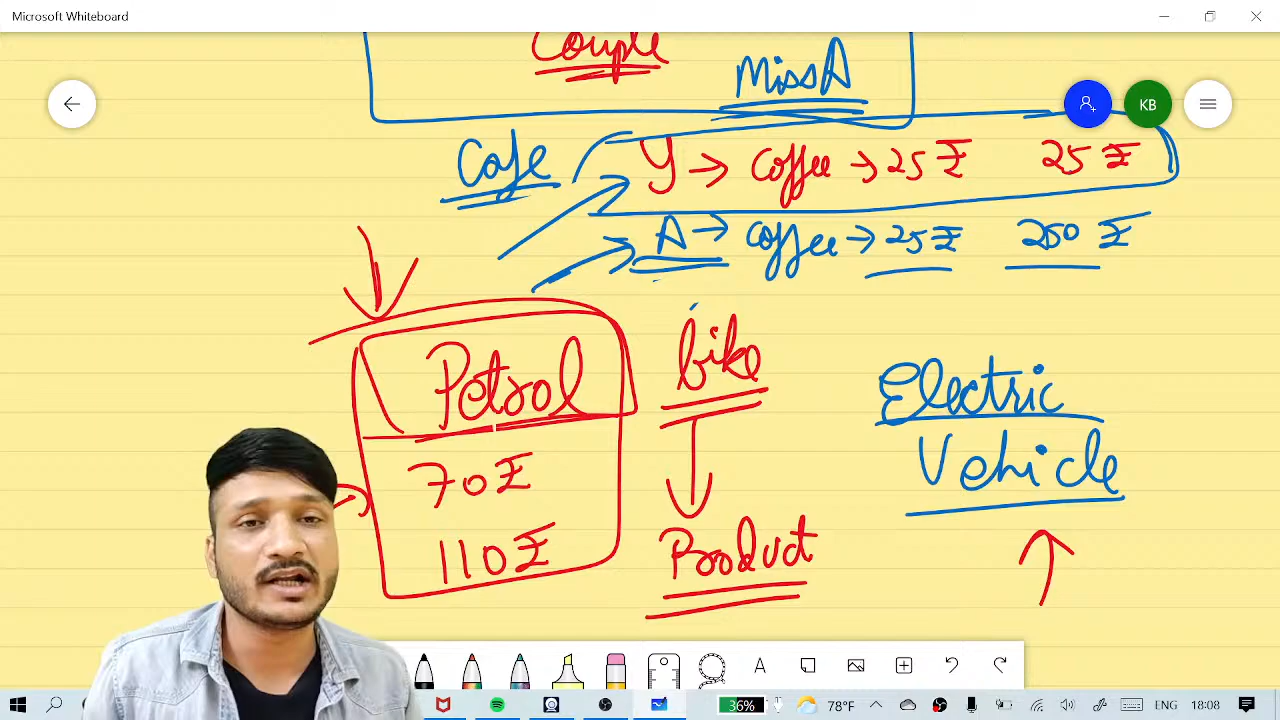 Microsoft Whiteboard
Couple
Miss A
KB
Cafe
Y → Coffee → 25 ₹ 25 ₹
A → Coffee → 25 ₹ 250 ₹
Petrol
70 ₹
110 ₹
bike
Product
Electric
Vehicle
A
36%
78°F
ENG
18:08